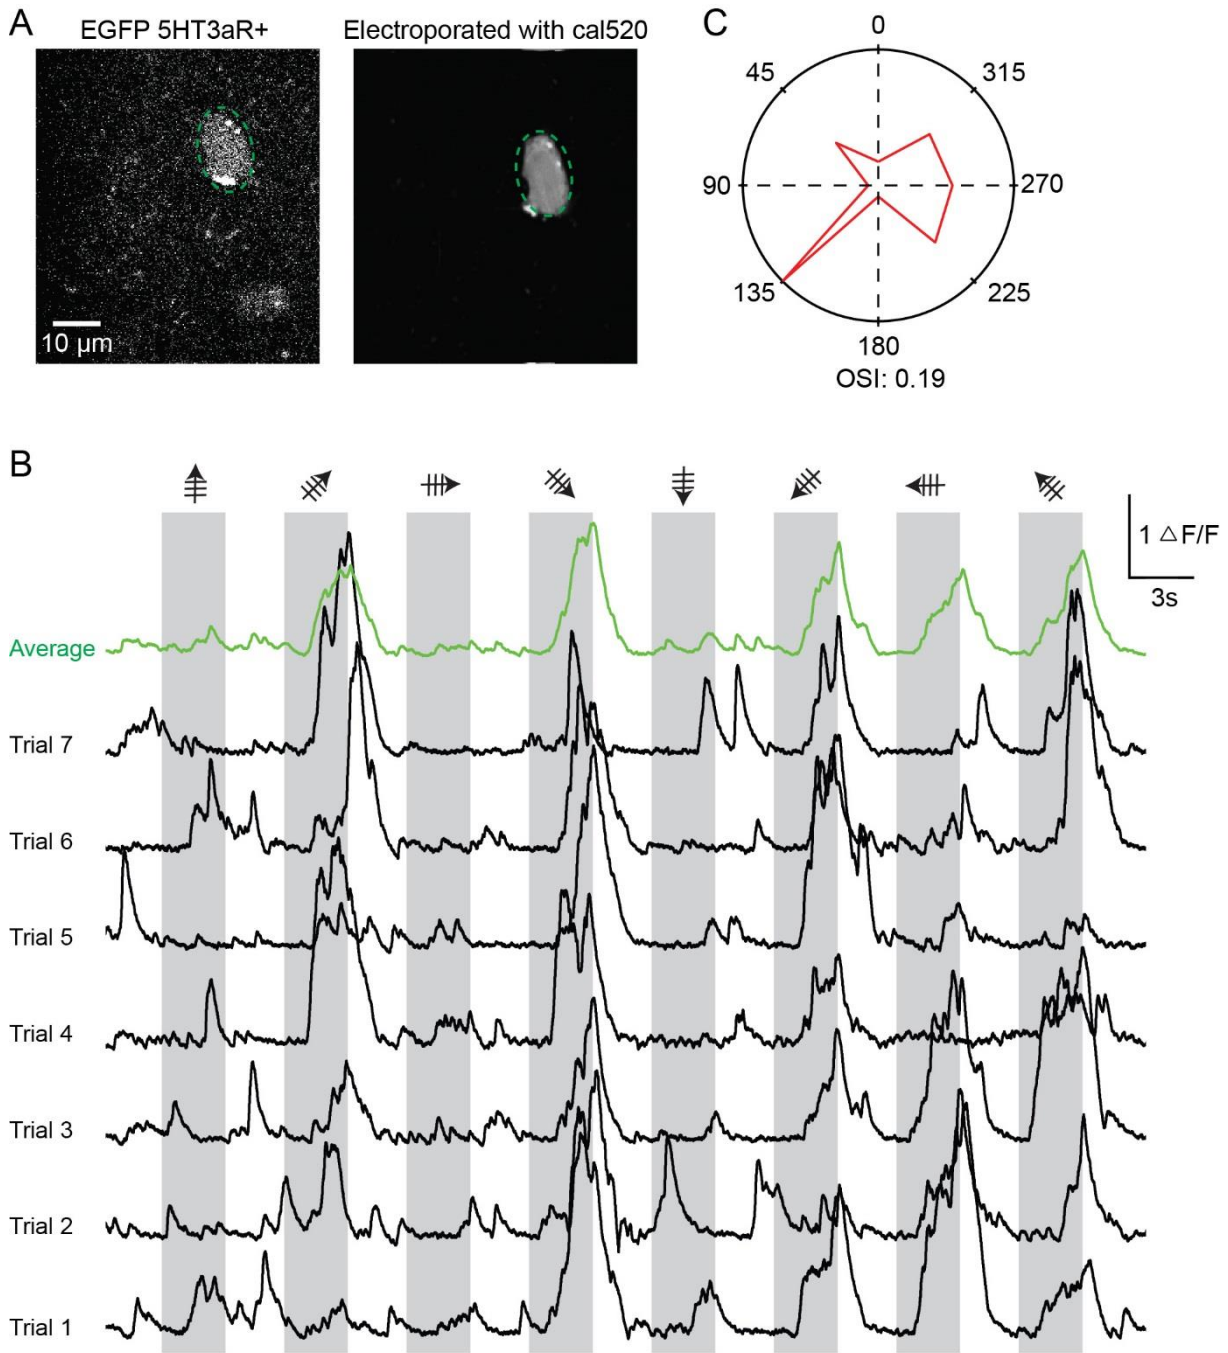 A
EGFP 5HT3aR+
Electroporated with cal520
10 µm
C
0
45
315
90
270
135
225
180
OSI: 0.19
B
1 △F/F
3s
Average
Trial 7
Trial 6
Trial 5
Trial 4
Trial 3
Trial 2
Trial 1